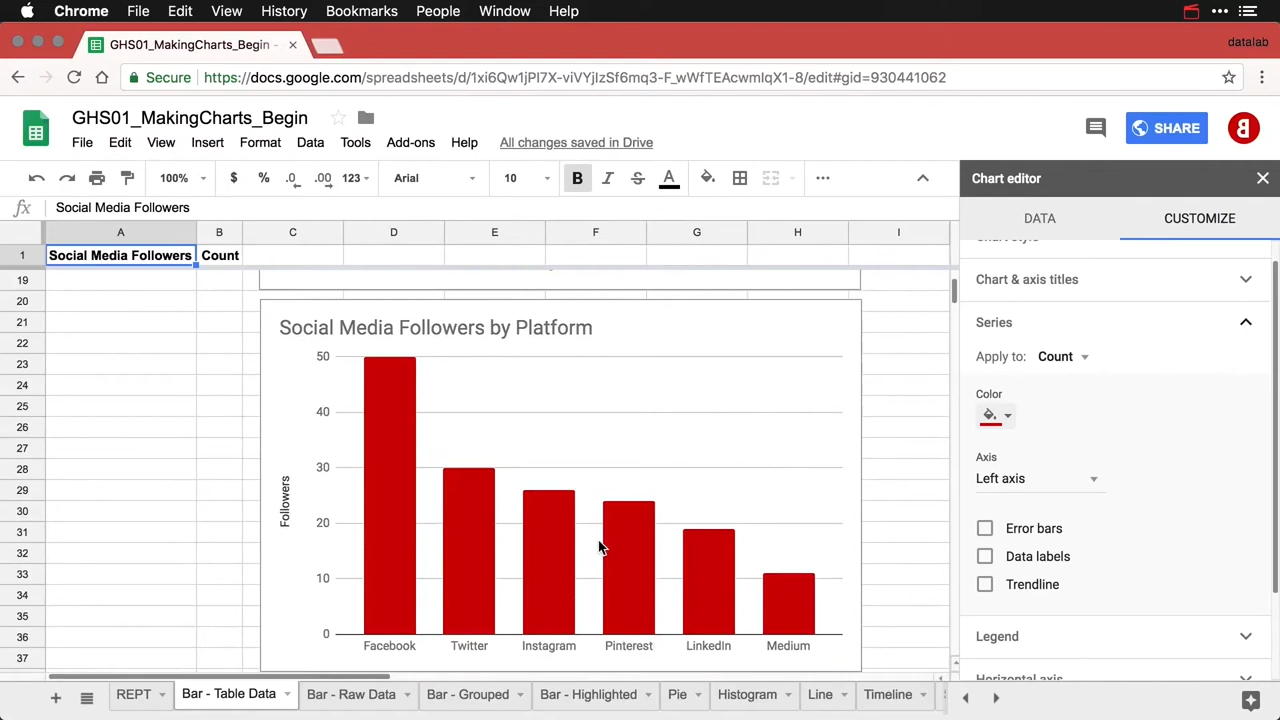 Chrome File Edit View History Bookmarks People Window Help
GHS01_MakingCharts_Begin -
datalab
Secure https://docs.google.com/spreadsheets/d/1xi6Qw1jPI7X-viVYjIzSf6mq3-F_wWfTEAcwmIqX1-8/edit#gid=930441062
GHS01_MakingCharts_Begin
SHARE
File Edit View Insert Format Data Tools Add-ons Help All changes saved in Drive
100% $ % .0 .00 123 Arial 10 B I S A
Chart editor
fx Social Media Followers
DATA CUSTOMIZE
A B C D E F G H I
1 Social Media Followers Count
Chart & axis titles
19
20
21
22
23
24
25
26
27
28
29
30
31
32
33
34
35
36
37
Social Media Followers by Platform
50
40
30
20
10
0
Followers
Facebook Twitter Instagram Pinterest LinkedIn Medium
Series
Apply to: Count
Color
Axis
Left axis
Error bars
Data labels
Trendline
Legend
Horizontal axis
REPT Bar - Table Data Bar - Raw Data Bar - Grouped Bar - Highlighted Pie Histogram Line Timeline